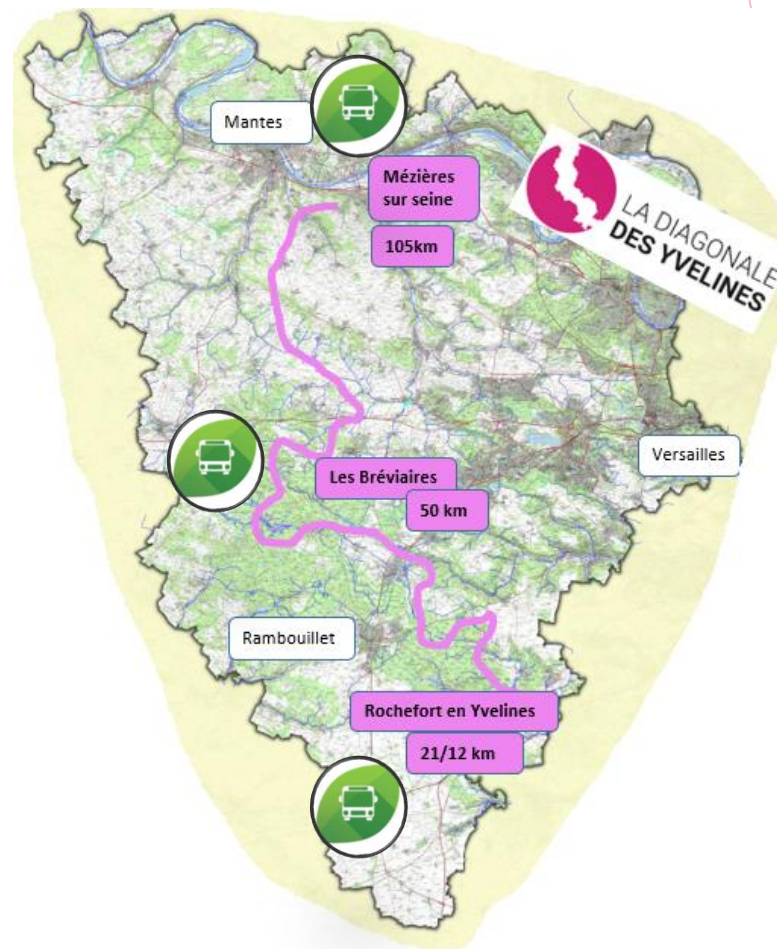 Mantes
Mézières
sur seine
105km
LA DIAGONALE
DES YVELINES
Versailles
Les Bréviaires
50 km
Rambouillet
Rochefort en Yvelines
21/12 km